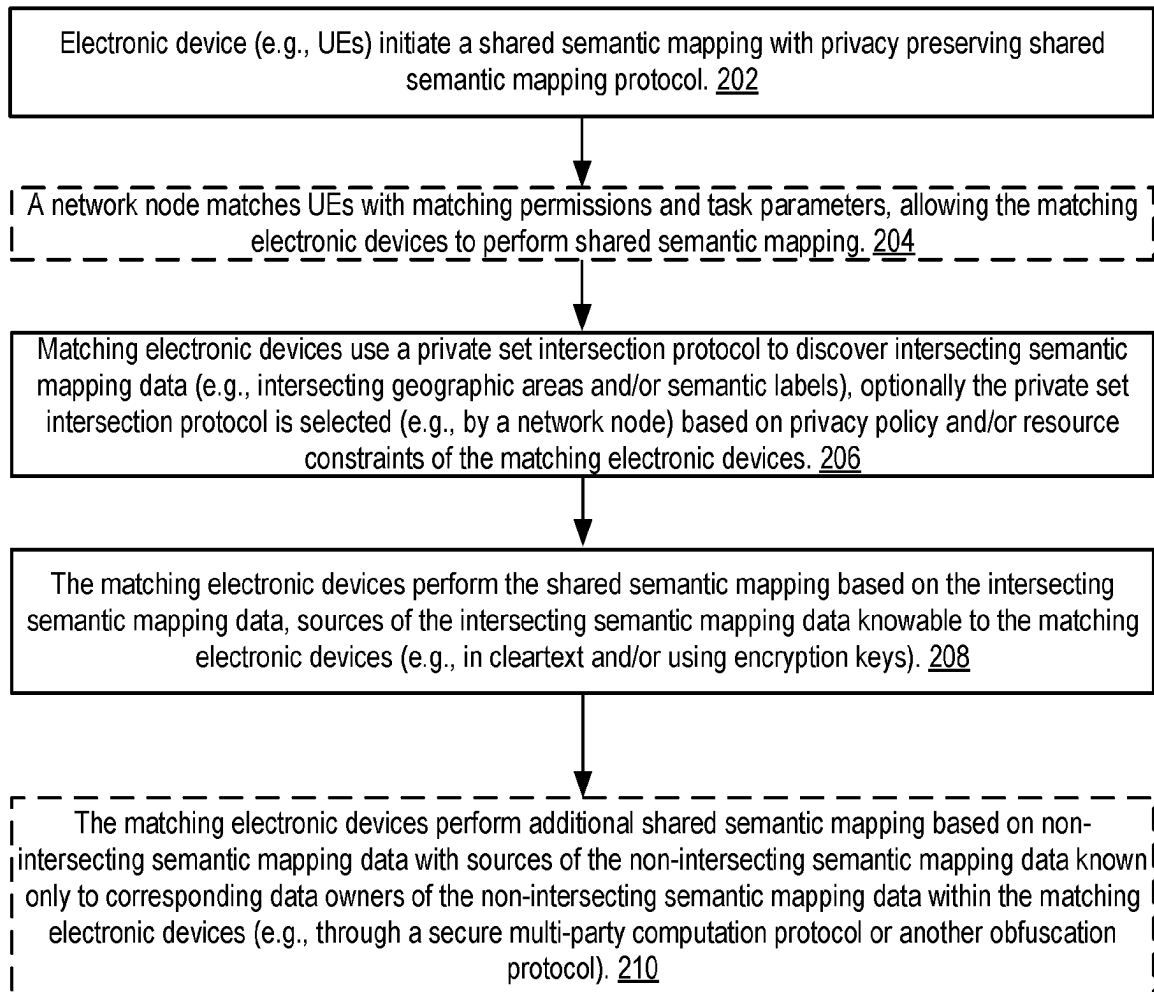 Electronic device (e.g., UEs) initiate a shared semantic mapping with privacy preserving shared
semantic mapping protocol. 202
A network node matches UEs with matching permissions and task parameters, allowing the matching
electronic devices to perform shared semantic mapping. 204
Matching electronic devices use a private set intersection protocol to discover intersecting semantic
mapping data (e.g., intersecting geographic areas and/or semantic labels), optionally the private set
intersection protocol is selected (e.g., by a network node) based on privacy policy and/or resource
constraints of the matching electronic devices. 206
The matching electronic devices perform the shared semantic mapping based on the intersecting
semantic mapping data, sources of the intersecting semantic mapping data knowable to the matching
electronic devices (e.g., in cleartext and/or using encryption keys). 208
The matching electronic devices perform additional shared semantic mapping based on non-
intersecting semantic mapping data with sources of the non-intersecting semantic mapping data known
only to corresponding data owners of the non-intersecting semantic mapping data within the matching
electronic devices (e.g., through a secure multi-party computation protocol or another obfuscation
protocol). 210